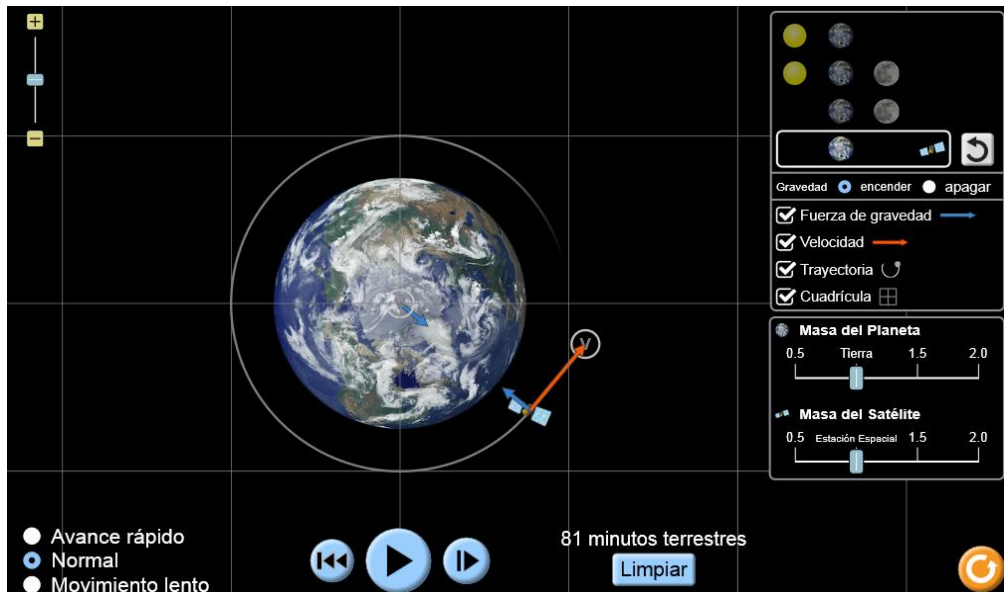 Gravedad encender apagar
Fuerza de gravedad
Velocidad
Trayectoria
Cuadrícula
Masa del Planeta
0.5 Tierra 1.5 2.0
Masa del Satélite
0.5 Estación Espacial 1.5 2.0
V
Avance rápido
Normal
Movimiento lento
81 minutos terrestres
Limpiar